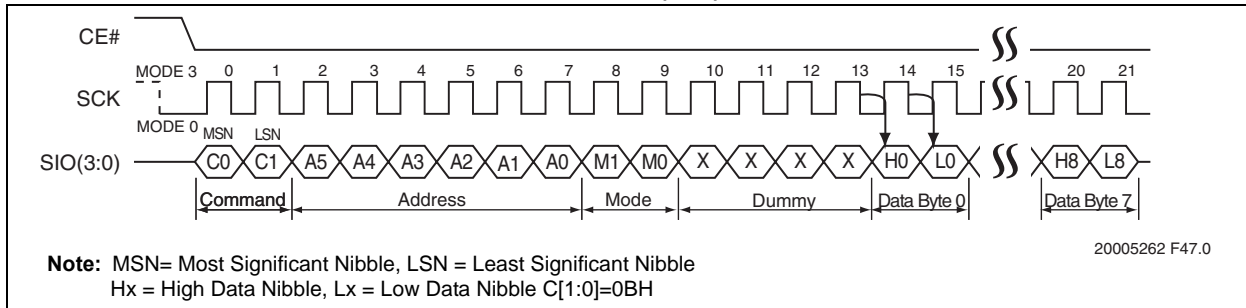 CE#
MODE 3 0 1 2 3 4 5 6 7 8 9 10 11 12 13 14 15 20 21
SCK
MODE 0
MSN LSN
SIO(3:0) C0 C1 A5 A4 A3 A2 A1 A0 M1 M0 X X X X H0 L0 H8 L8
Command Address Mode Dummy Data Byte 0 Data Byte 7
20005262 F47.0
Note: MSN= Most Significant Nibble, LSN = Least Significant Nibble
Hx = High Data Nibble, Lx = Low Data Nibble C[1:0]=0BH